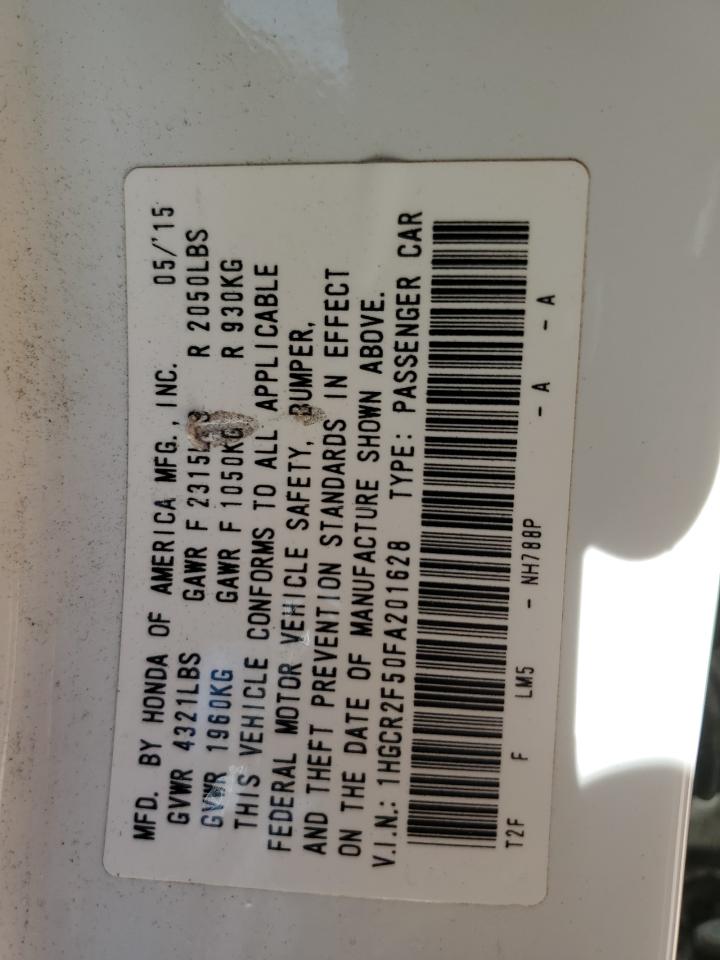 MFD. BY HONDA OF AMERICA MFG., INC. 05/'15
GVWR 4321LBS GAWR F 2315LBS R 2050LBS
GVWR 1960KG GAWR F 1050KG R 930KG
THIS VEHICLE CONFORMS TO ALL APPLICABLE
FEDERAL MOTOR VEHICLE SAFETY, BUMPER,
AND THEFT PREVENTION STANDARDS IN EFFECT
ON THE DATE OF MANUFACTURE SHOWN ABOVE.
V.I.N.: 1HGCR2F50FA201628 TYPE: PASSENGER CAR
T2F F LM5 - NH788P - A - A